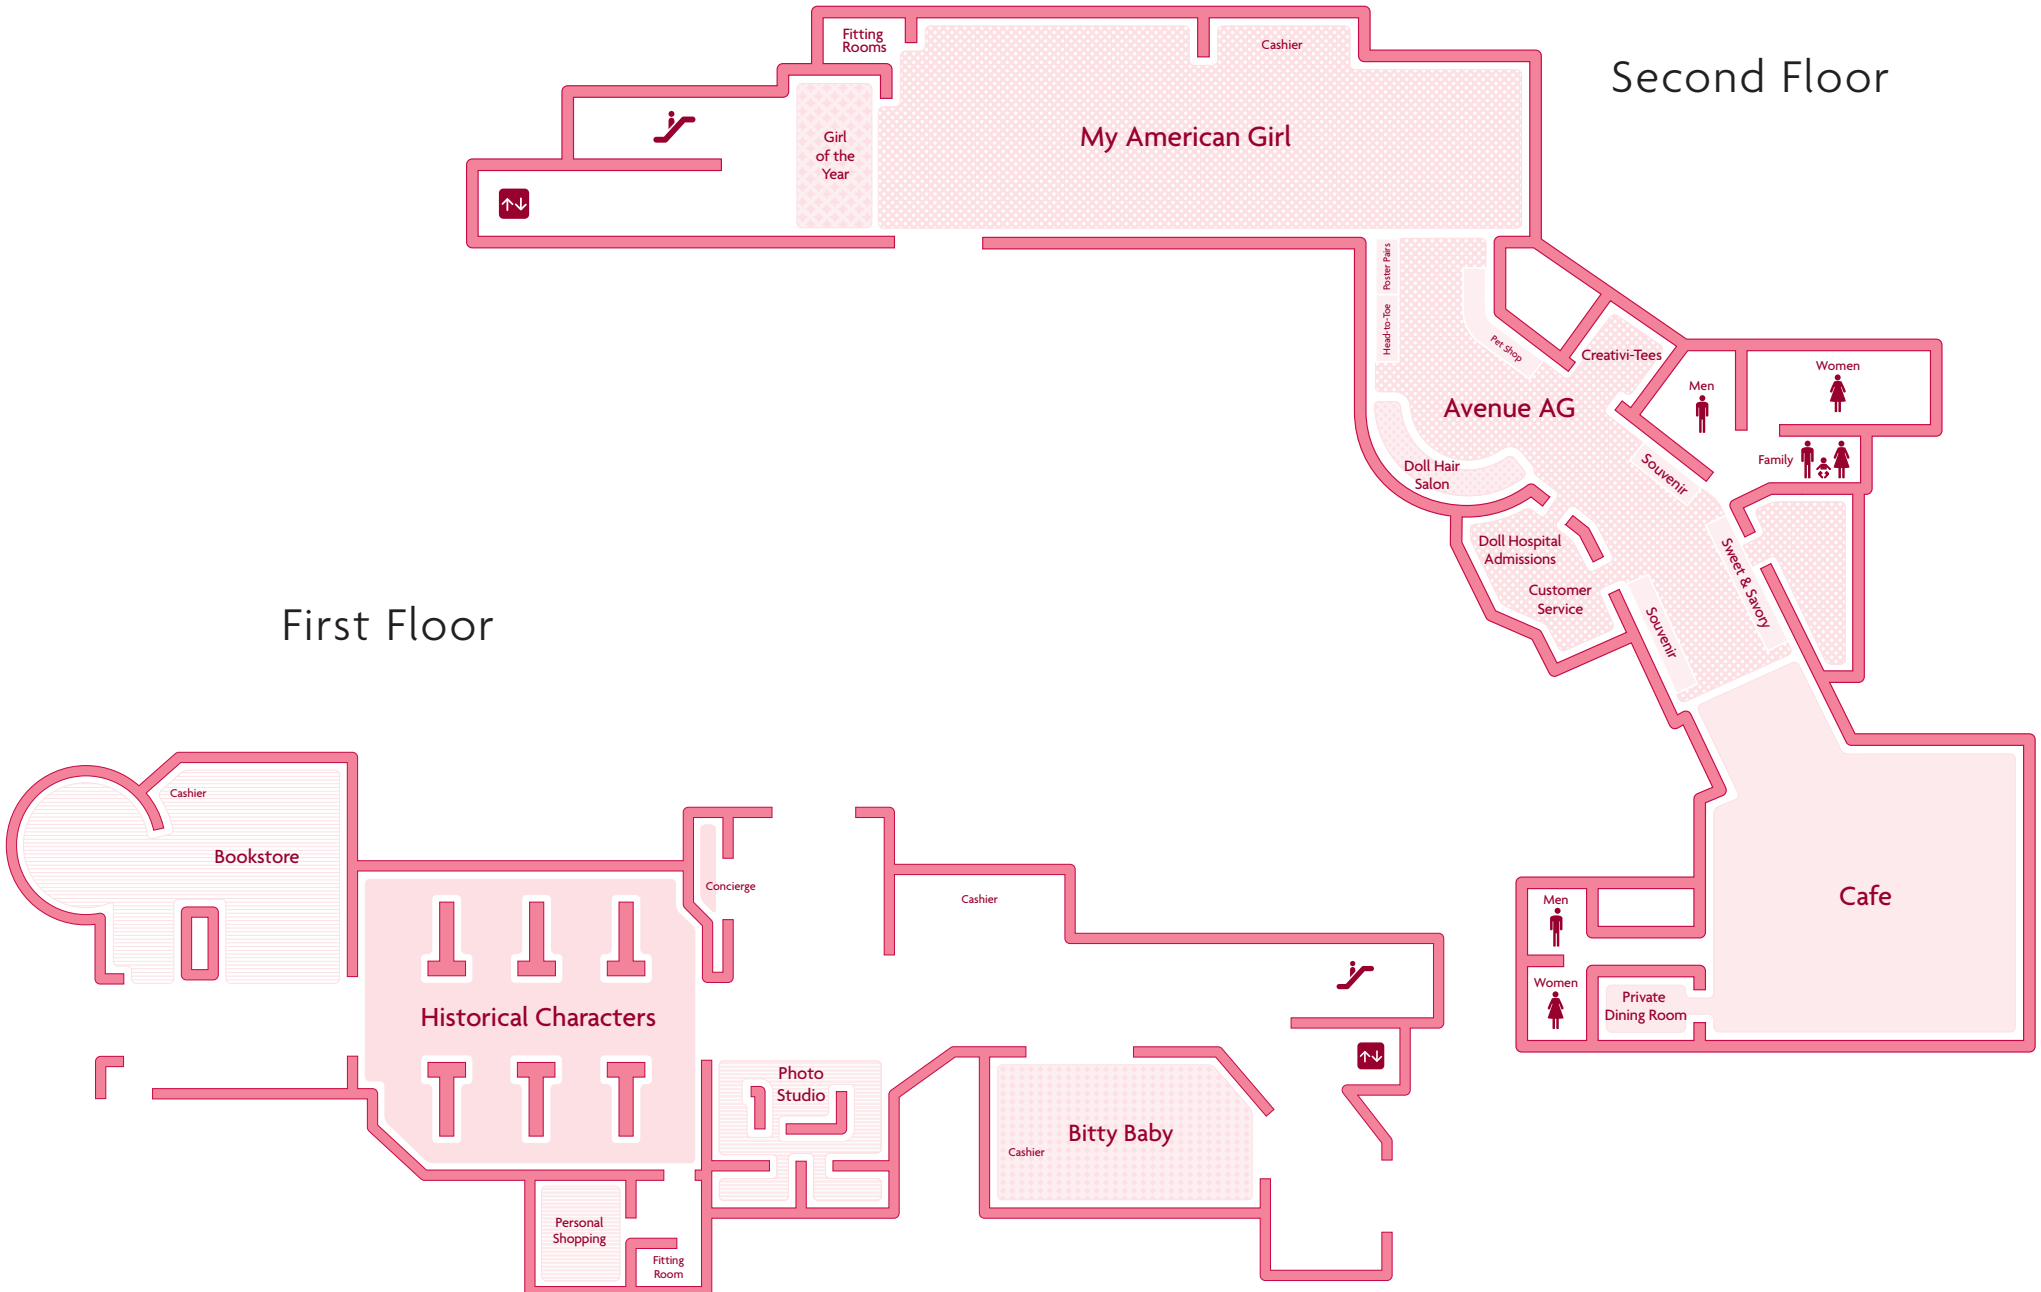 Second Floor
Fitting
Rooms
Cashier
My American Girl
Girl
of the
Year
Poster Pairs
Head-to-Toe
Pet Shop
Creativi-Tees
Avenue AG
Men
Women
Family
Doll Hair
Salon
Souvenir
Doll Hospital
Admissions
Customer
Service
Sweet & Savory
Souvenir
Cafe
Men
Women
Private
Dining Room
First Floor
Cashier
Bookstore
Concierge
Cashier
Historical Characters
Photo
Studio
Bitty Baby
Cashier
Personal
Shopping
Fitting
Room